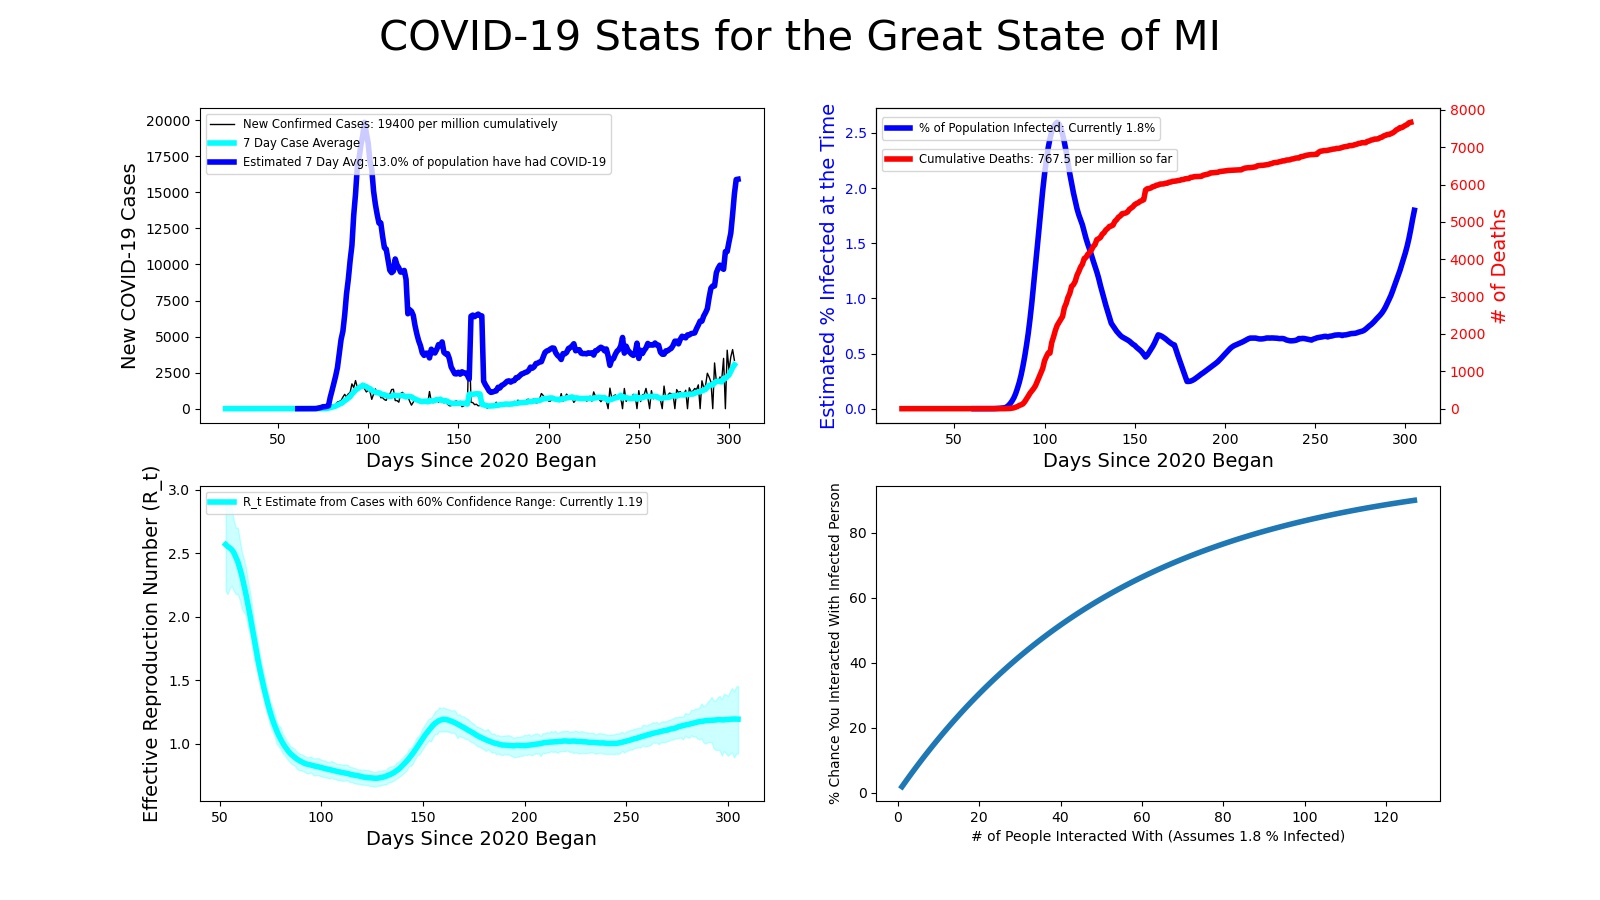 COVID-19 Stats for the Great State of MI
New COVID-19 Cases
20000
17500
15000
12500
10000
7500
5000
2500
0
New Confirmed Cases: 19400 per million cumulatively
7 Day Case Average
Estimated 7 Day Avg: 13.0% of population have had COVID-19
50 100 150 200 250 300
Days Since 2020 Began
Estimated % Infected at the Time
2.5
2.0
1.5
1.0
0.5
0.0
% of Population Infected: Currently 1.8%
Cumulative Deaths: 767.5 per million so far
8000
7000
6000
5000
4000
3000
2000
1000
0
# of Deaths
50 100 150 200 250 300
Days Since 2020 Began
Effective Reproduction Number (R_t)
3.0
2.5
2.0
1.5
1.0
R_t Estimate from Cases with 60% Confidence Range: Currently 1.19
50 100 150 200 250 300
Days Since 2020 Began
% Chance You Interacted With Infected Person
80
60
40
20
0
0 20 40 60 80 100 120
# of People Interacted With (Assumes 1.8 % Infected)